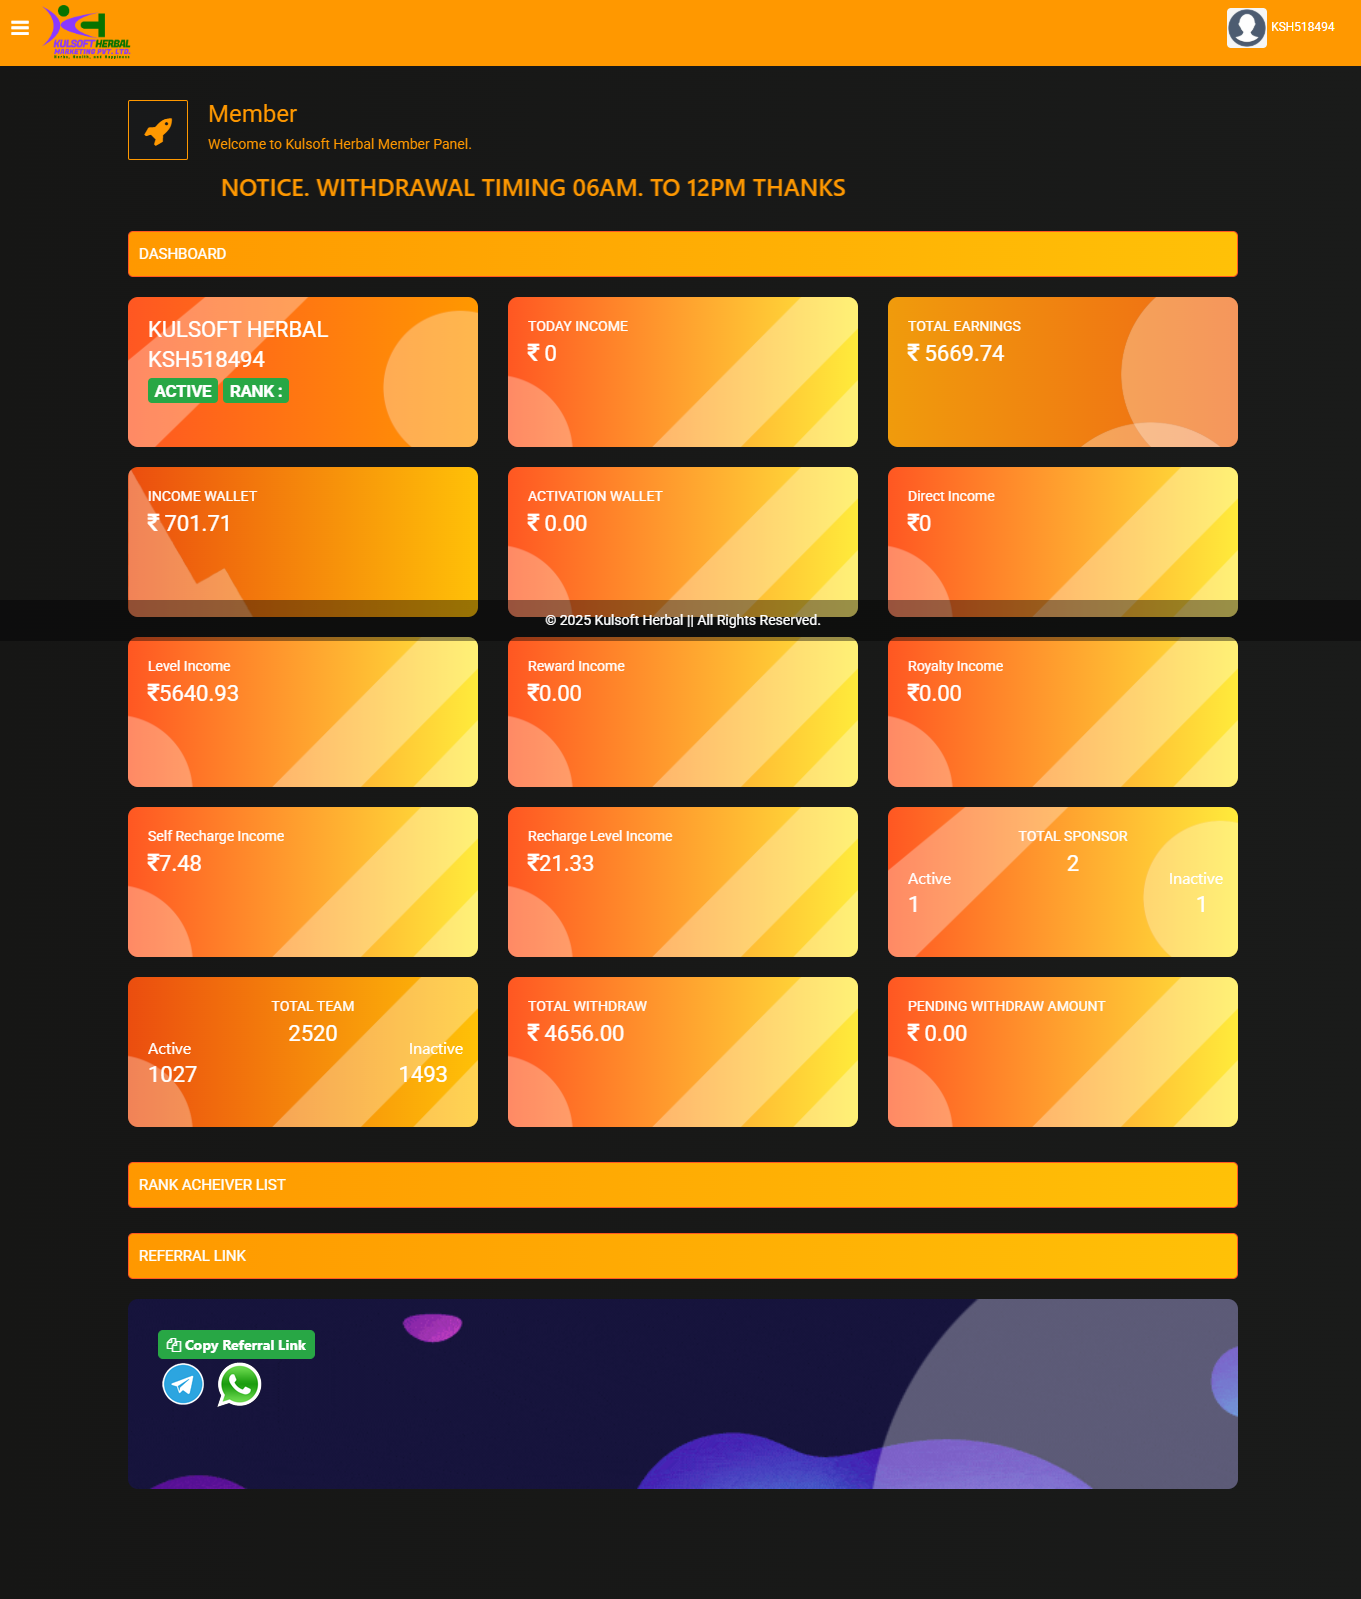 KULSOFT HERBAL
MARKETING PVT. LTD.
Herbs, Health, and Happiness
KSH518494
Member
Welcome to Kulsoft Herbal Member Panel.
NOTICE. WITHDRAWAL TIMING 06AM. TO 12PM THANKS
DASHBOARD
KULSOFT HERBAL
KSH518494
ACTIVE RANK :
TODAY INCOME
₹ 0
TOTAL EARNINGS
₹ 5669.74
INCOME WALLET
₹ 701.71
ACTIVATION WALLET
₹ 0.00
Direct Income
₹0
© 2025 Kulsoft Herbal || All Rights Reserved.
Level Income
₹5640.93
Reward Income
₹0.00
Royalty Income
₹0.00
Self Recharge Income
₹7.48
Recharge Level Income
₹21.33
TOTAL SPONSOR
2
Active
1
Inactive
1
TOTAL TEAM
2520
Active
1027
Inactive
1493
TOTAL WITHDRAW
₹ 4656.00
PENDING WITHDRAW AMOUNT
₹ 0.00
RANK ACHEIVER LIST
REFERRAL LINK
Copy Referral Link